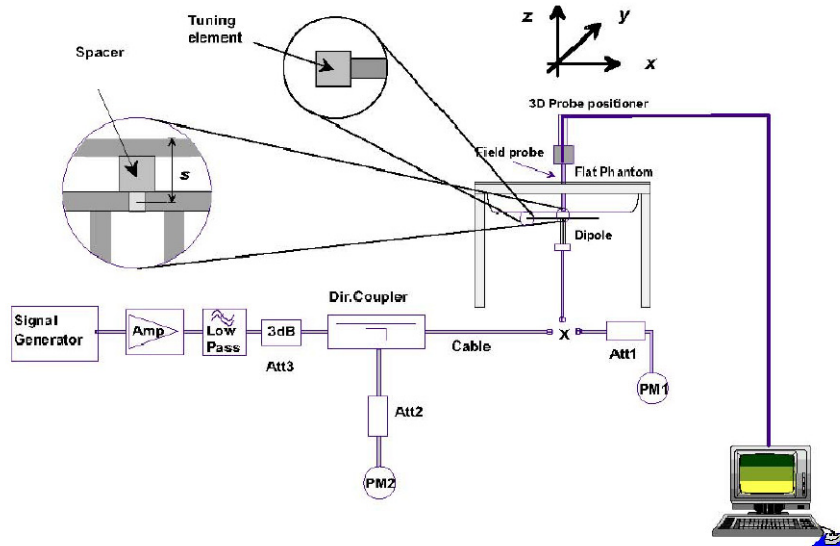 z
y
x
Tuning
element
Spacer
3D Probe positioner
Field probe
Flat Phantom
s
Dipole
Dir.Coupler
Signal
Generator
Amp
Low
Pass
3dB
Att3
Cable
x
Att1
PM1
Att2
PM2